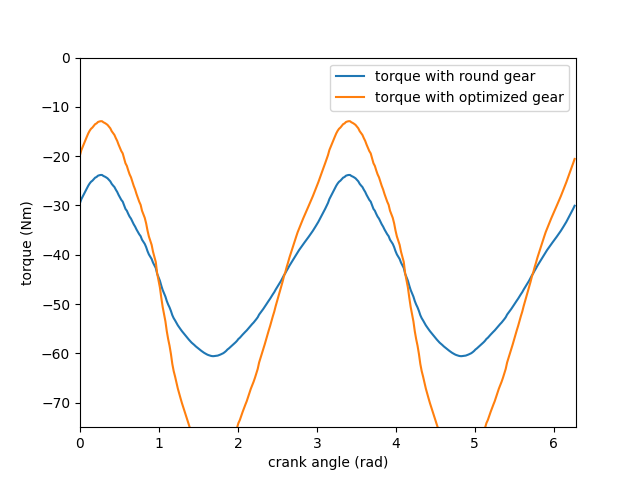 0
−10
−20
−30
−40
−50
−60
−70
torque (Nm)
torque with round gear
torque with optimized gear
0 1 2 3 4 5 6
crank angle (rad)